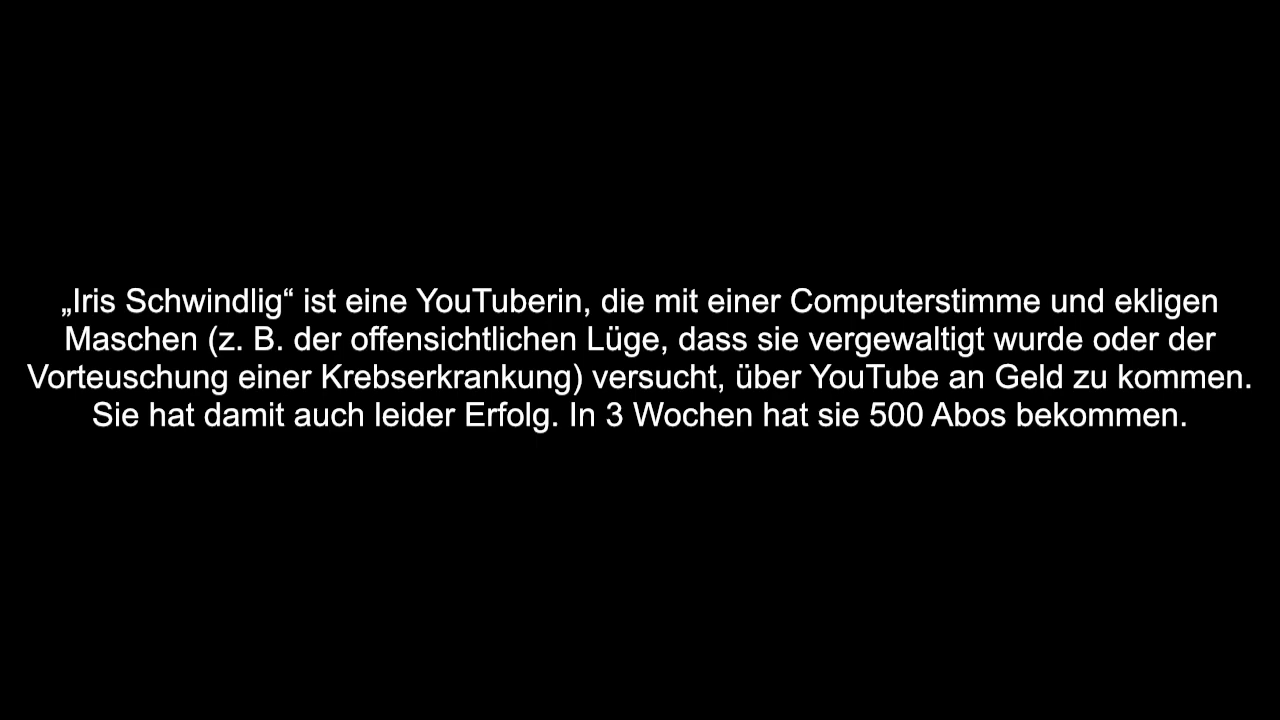 „Iris Schwindlig“ ist eine YouTuberin, die mit einer Computerstimme und ekligen
Maschen (z. B. der offensichtlichen Lüge, dass sie vergewaltigt wurde oder der
Vorteuschung einer Krebserkrankung) versucht, über YouTube an Geld zu kommen.
Sie hat damit auch leider Erfolg. In 3 Wochen hat sie 500 Abos bekommen.